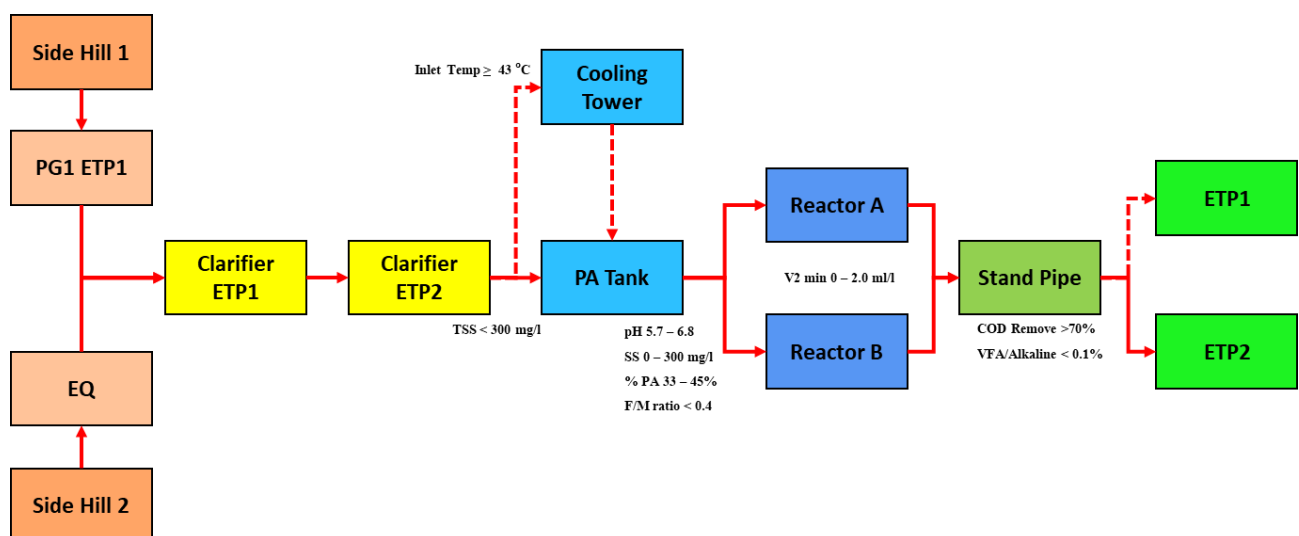 Side Hill 1
Inlet Temp ≥ 43 °C
Cooling
Tower
PG1 ETP1
Reactor A
ETP1
Clarifier
ETP1
Clarifier
ETP2
PA Tank
V2 min 0 – 2.0 ml/l
Stand Pipe
TSS < 300 mg/l
pH 5.7 – 6.8
SS 0 – 300 mg/l
% PA 33 – 45%
F/M ratio < 0.4
Reactor B
COD Remove >70%
VFA/Alkaline < 0.1%
ETP2
EQ
Side Hill 2